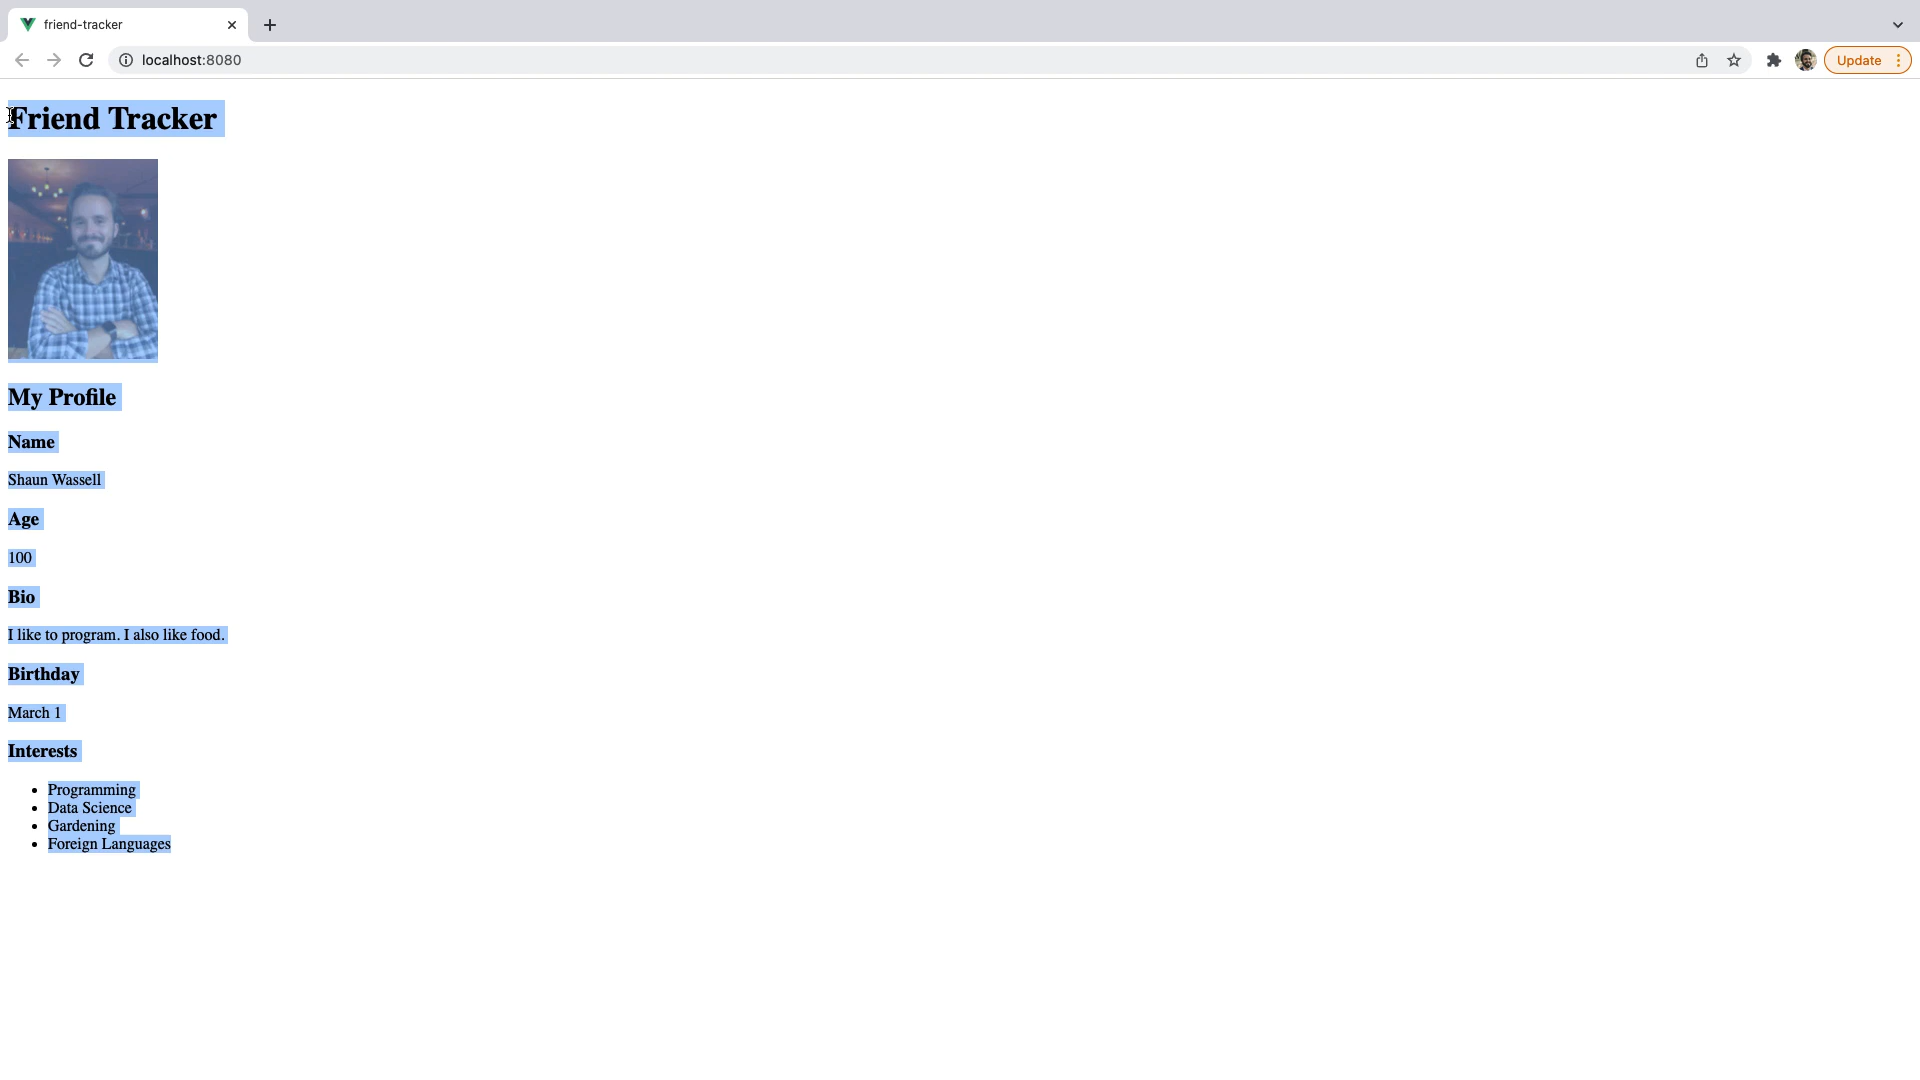 friend-tracker
localhost:8080
Update
Friend Tracker
My Profile
Name
Shaun Wassell
Age
100
Bio
I like to program. I also like food.
Birthday
March 1
Interests
Programming
Data Science
Gardening
Foreign Languages